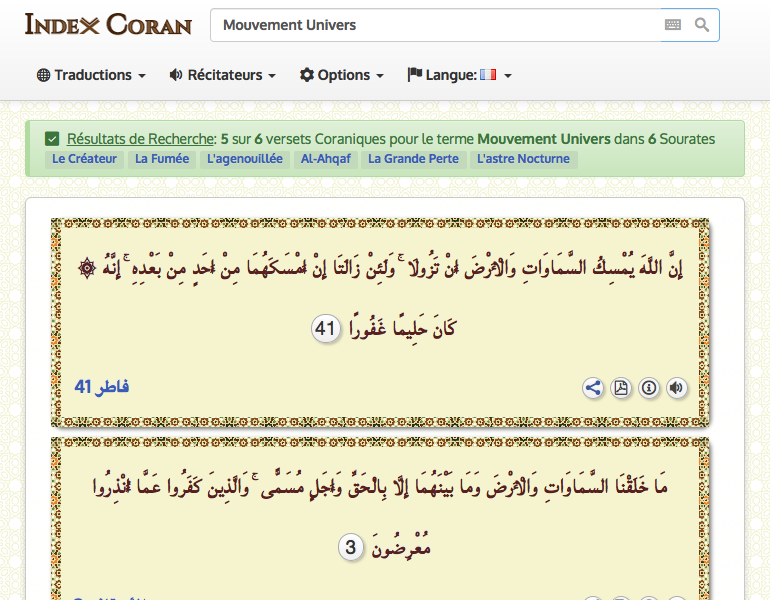 Index Coran
Mouvement Univers
Traductions
Récitateurs
Options
Langue:
Résultats de Recherche: 5 sur 6 versets Coraniques pour le terme Mouvement Univers dans 6 Sourates
Le Créateur La Fumée L'agenouillée Al-Ahqaf La Grande Perte L'astre Nocturne
۞ إِنَّ اللَّهَ يُمْسِكُ السَّمَاوَاتِ وَالْأَرْضَ أَنْ تَزُولَا ۚ وَلَئِنْ زَالَتَا إِنْ أَمْسَكَهُمَا مِنْ أَحَدٍ مِنْ بَعْدِهِ ۚ إِنَّهُ
كَانَ حَلِيمًا غَفُورًا 41
فاطر 41
مَا خَلَقْنَا السَّمَاوَاتِ وَالْأَرْضَ وَمَا بَيْنَهُمَا إِلَّا بِالْحَقِّ وَأَجَلٍ مُسَمًّى ۚ وَالَّذِينَ كَفَرُوا عَمَّا أُنْذِرُوا
مُعْرِضُونَ 3